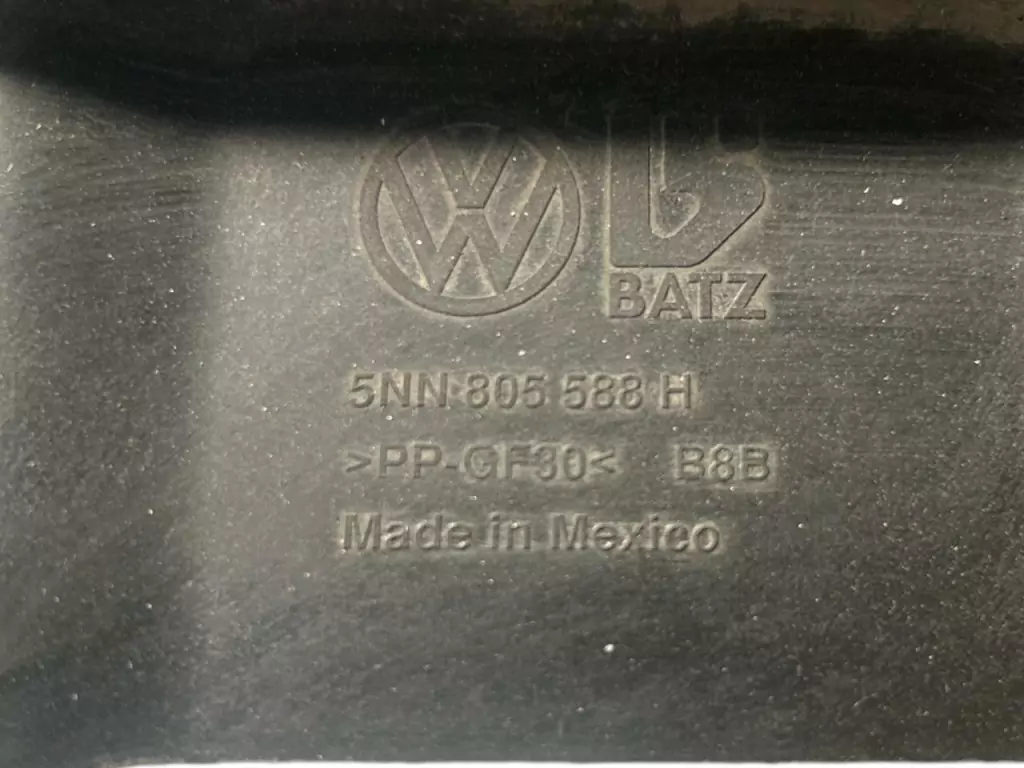 BATZ
5NN 805 588 H
>PP-GF30< B8B
Made in Mexico